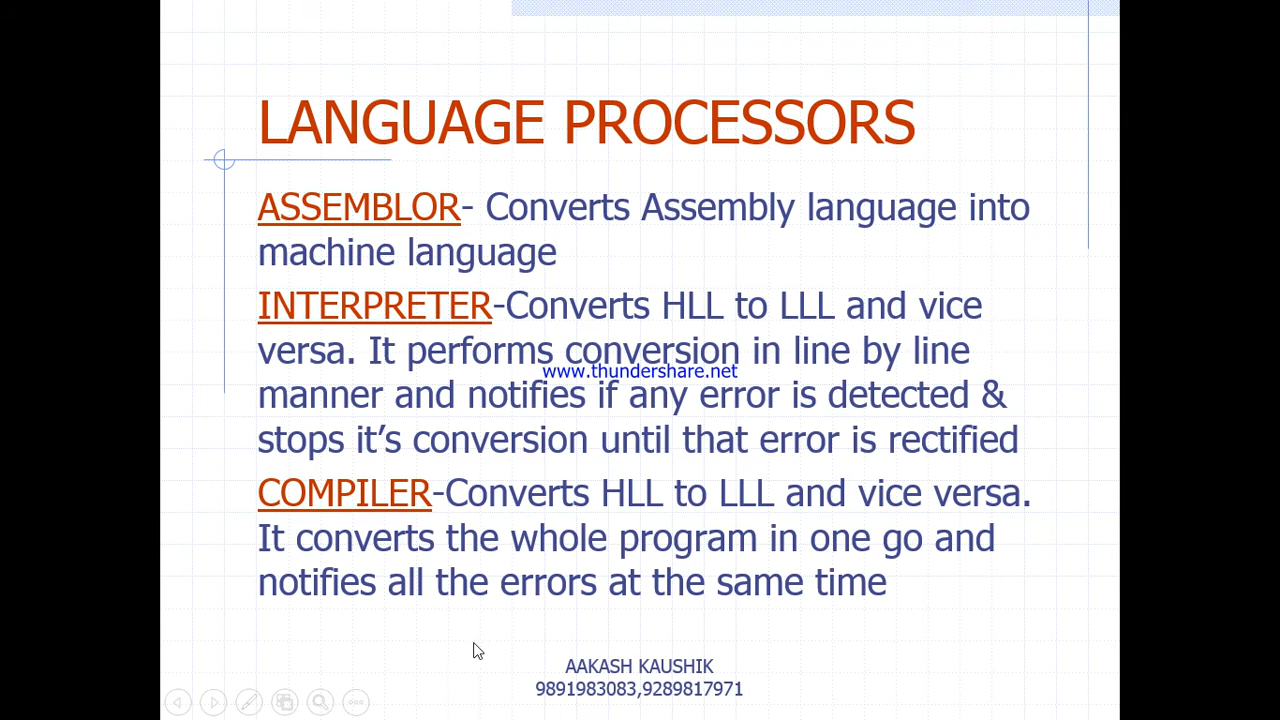 LANGUAGE PROCESSORS
ASSEMBLOR- Converts Assembly language into
machine language
INTERPRETER-Converts HLL to LLL and vice
versa. It performs conversion in line by line
www.thundershare.net
manner and notifies if any error is detected &
stops it’s conversion until that error is rectified
COMPILER-Converts HLL to LLL and vice versa.
It converts the whole program in one go and
notifies all the errors at the same time
AAKASH KAUSHIK
9891983083,9289817971